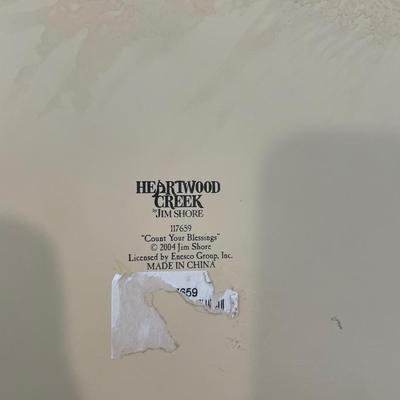 HEARTWOOD
CREEK
by JIM SHORE
117659
"Count Your Blessings"
© 2004 Jim Shore
Licensed by Enesco Group, Inc.
MADE IN CHINA
7659